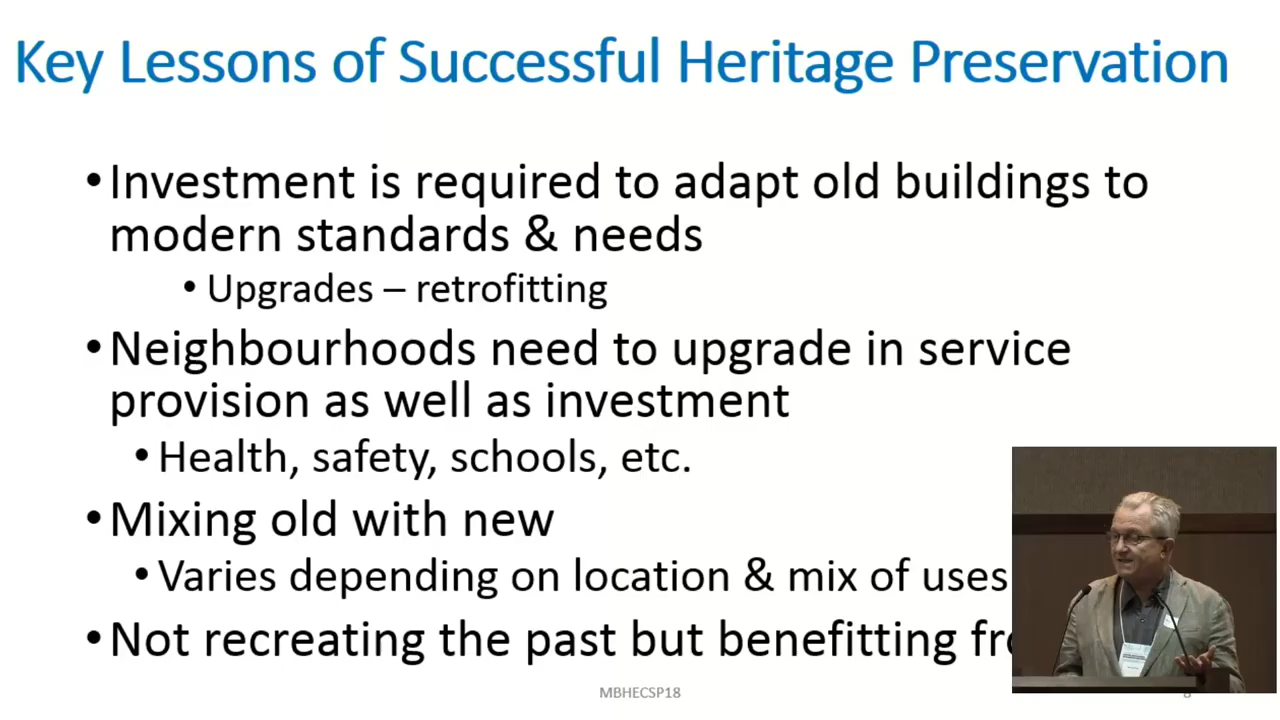 Key Lessons of Successful Heritage Preservation
•Investment is required to adapt old buildings to
modern standards & needs
• Upgrades – retrofitting
•Neighbourhoods need to upgrade in service
provision as well as investment
•Health, safety, schools, etc.
•Mixing old with new
•Varies depending on location & mix of uses
•Not recreating the past but benefitting
MBHECSP18